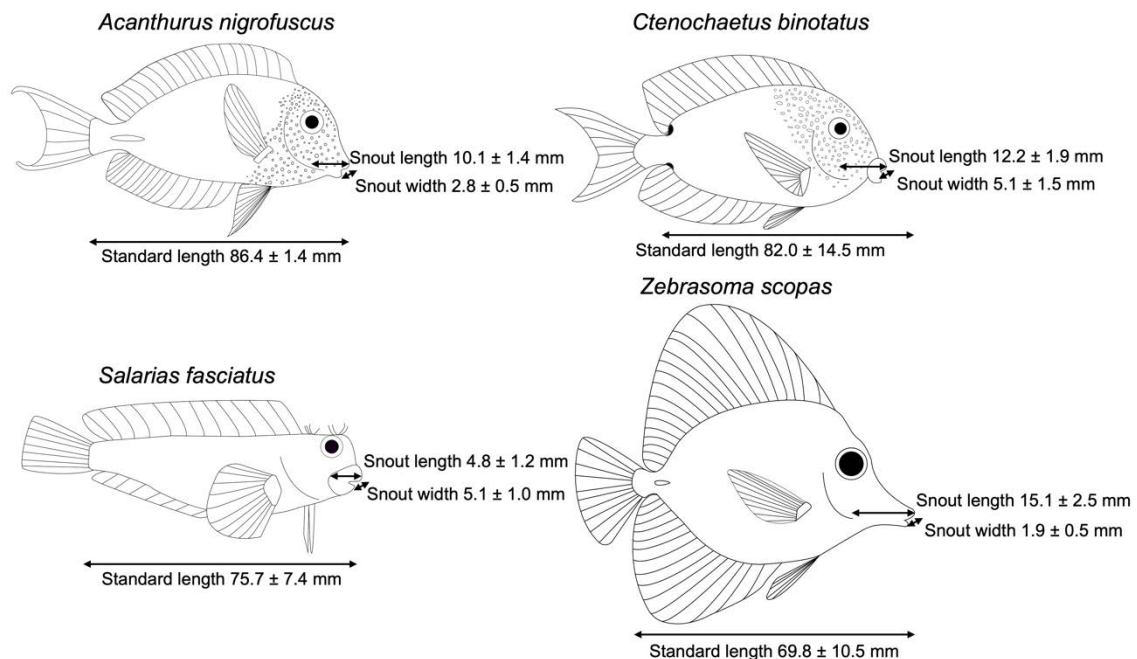 Acanthurus nigrofuscus
Snout length 10.1 ± 1.4 mm
Snout width 2.8 ± 0.5 mm
Standard length 86.4 ± 1.4 mm
Ctenochaetus binotatus
Snout length 12.2 ± 1.9 mm
Snout width 5.1 ± 1.5 mm
Standard length 82.0 ± 14.5 mm
Salarias fasciatus
Snout length 4.8 ± 1.2 mm
Snout width 5.1 ± 1.0 mm
Standard length 75.7 ± 7.4 mm
Zebrasoma scopas
Snout length 15.1 ± 2.5 mm
Snout width 1.9 ± 0.5 mm
Standard length 69.8 ± 10.5 mm